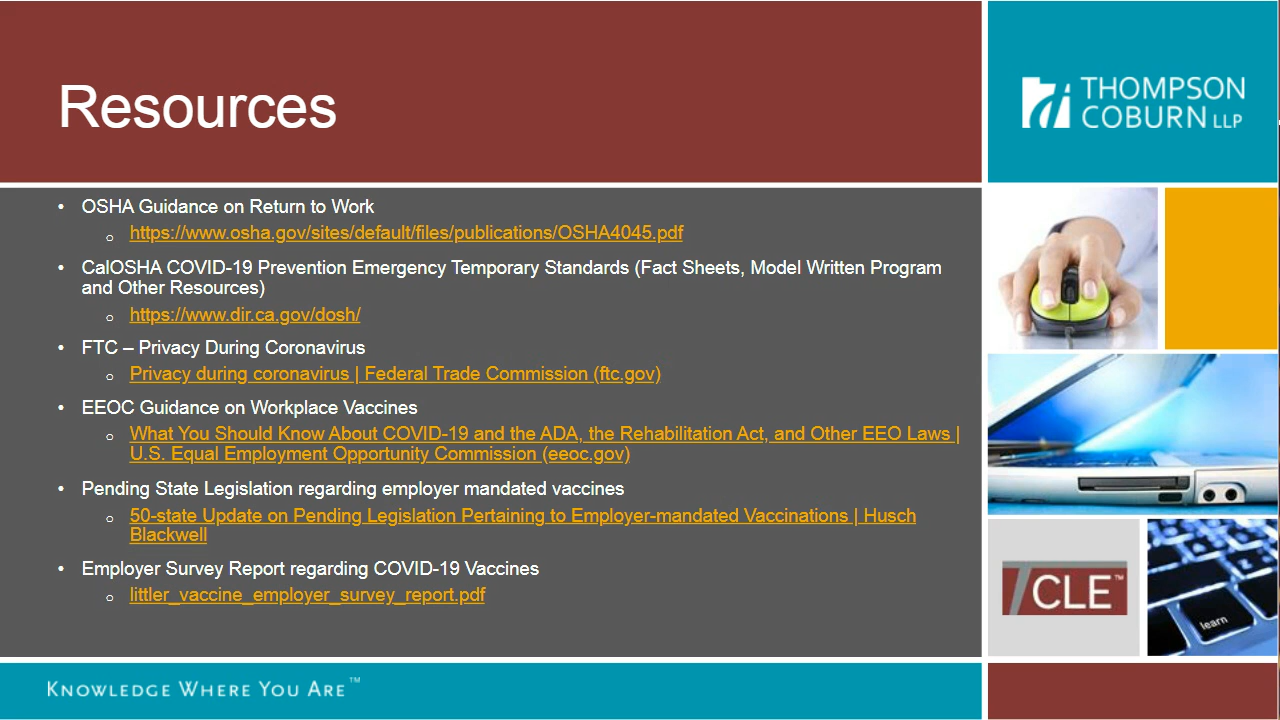 Resources
THOMPSON
COBURN LLP
• OSHA Guidance on Return to Work
o https://www.osha.gov/sites/default/files/publications/OSHA4045.pdf
• CalOSHA COVID-19 Prevention Emergency Temporary Standards (Fact Sheets, Model Written Program
and Other Resources)
o https://www.dir.ca.gov/dosh/
• FTC – Privacy During Coronavirus
o Privacy during coronavirus | Federal Trade Commission (ftc.gov)
• EEOC Guidance on Workplace Vaccines
o What You Should Know About COVID-19 and the ADA, the Rehabilitation Act, and Other EEO Laws |
U.S. Equal Employment Opportunity Commission (eeoc.gov)
• Pending State Legislation regarding employer mandated vaccines
o 50-state Update on Pending Legislation Pertaining to Employer-mandated Vaccinations | Husch
Blackwell
• Employer Survey Report regarding COVID-19 Vaccines
o littler_vaccine_employer_survey_report.pdf
CLE™
learn
KNOWLEDGE WHERE YOU ARE™